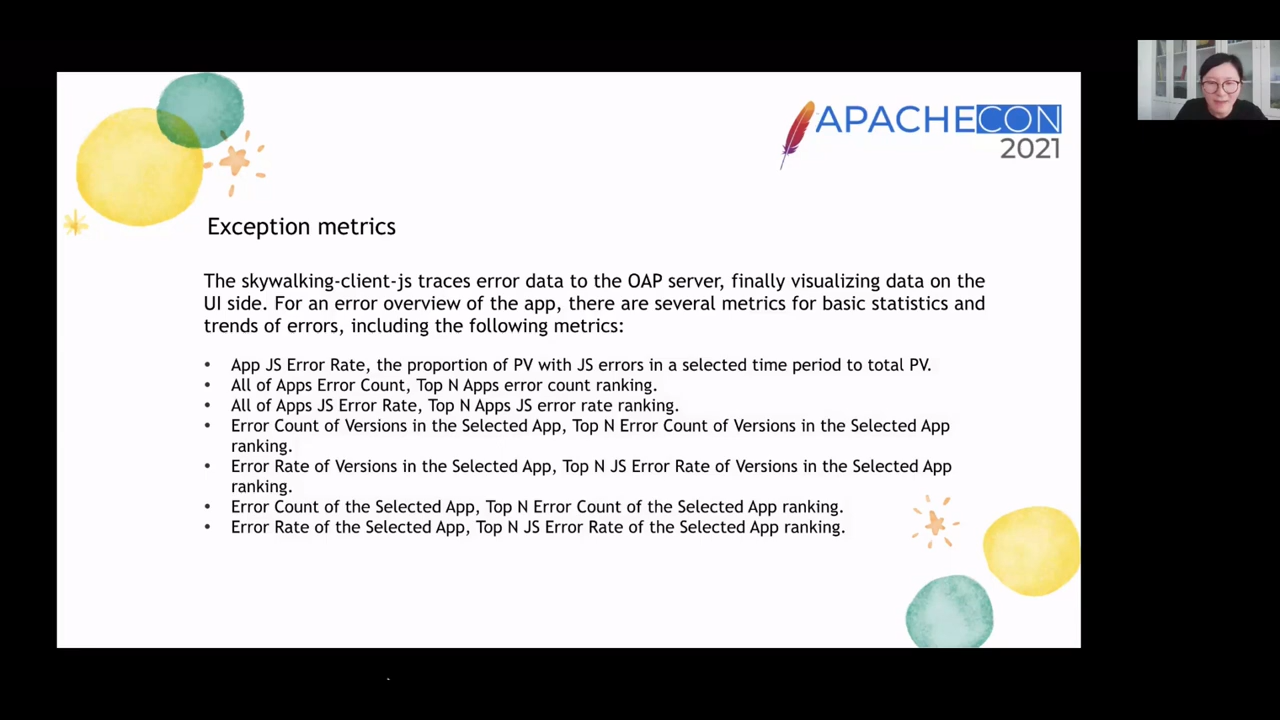 APACHECON
2021
Exception metrics
The skywalking-client-js traces error data to the OAP server, finally visualizing data on the
UI side. For an error overview of the app, there are several metrics for basic statistics and
trends of errors, including the following metrics:
• App JS Error Rate, the proportion of PV with JS errors in a selected time period to total PV.
• All of Apps Error Count, Top N Apps error count ranking.
• All of Apps JS Error Rate, Top N Apps JS error rate ranking.
• Error Count of Versions in the Selected App, Top N Error Count of Versions in the Selected App
ranking.
• Error Rate of Versions in the Selected App, Top N JS Error Rate of Versions in the Selected App
ranking.
• Error Count of the Selected App, Top N Error Count of the Selected App ranking.
• Error Rate of the Selected App, Top N JS Error Rate of the Selected App ranking.